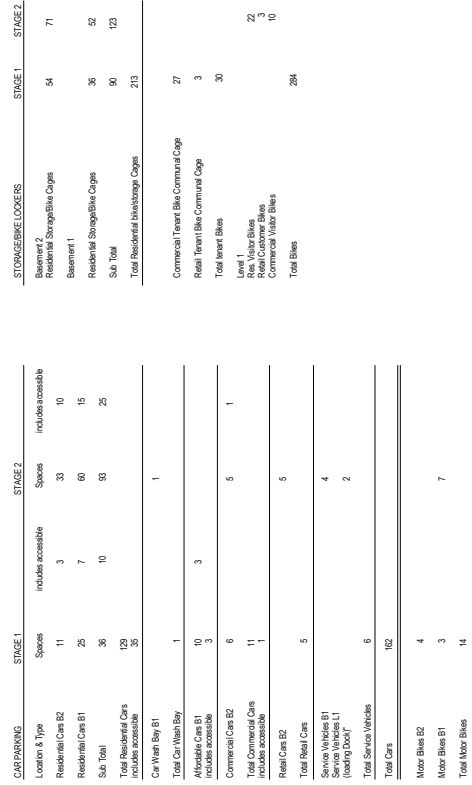 CAR PARKING STAGE 1 STAGE 2
Location & Type Spaces includes accessible Spaces includes accessible
Residential Cars B2 11 3 33 10
Residential Cars B1 25 7 60 15
Sub Total 36 10 93 25
Total Residential Cars 129
includes accessible 35
Car Wash Bay B1 1
Total Car Wash Bay 1
Affordable Cars B1 10 3
includes accessible 3
Commercial Cars B2 6 5 1
Total Commercial Cars 11
includes accessible 1
Retail Cars B2 5
Total Retail Cars 5
Service Vehicles B1 4
Service Vehicles L1 2
(loading Dock)"
Total Service Vehicles 6
Total Cars 162
Motor Bikes B2 4
Motor Bikes B1 3 7
Total Motor Bikes 14
STORAGE/BIKE LOCKERS STAGE 1 STAGE 2
Basement 2
Residential Storage/Bike Cages 54 71
Basement 1
Residential Storage/Bike Cages 36 52
Sub Total 90 123
Total Residential bike/storage Cages 213
Commercial Tenant Bike Communal Cage 27
Retail Tenant Bike Communal Cage 3
Total tenant Bikes 30
Level 1
Res. Visitor Bikes 22
Retail Customer Bikes 3
Commercial Visitor Bikes 10
Total Bikes 284